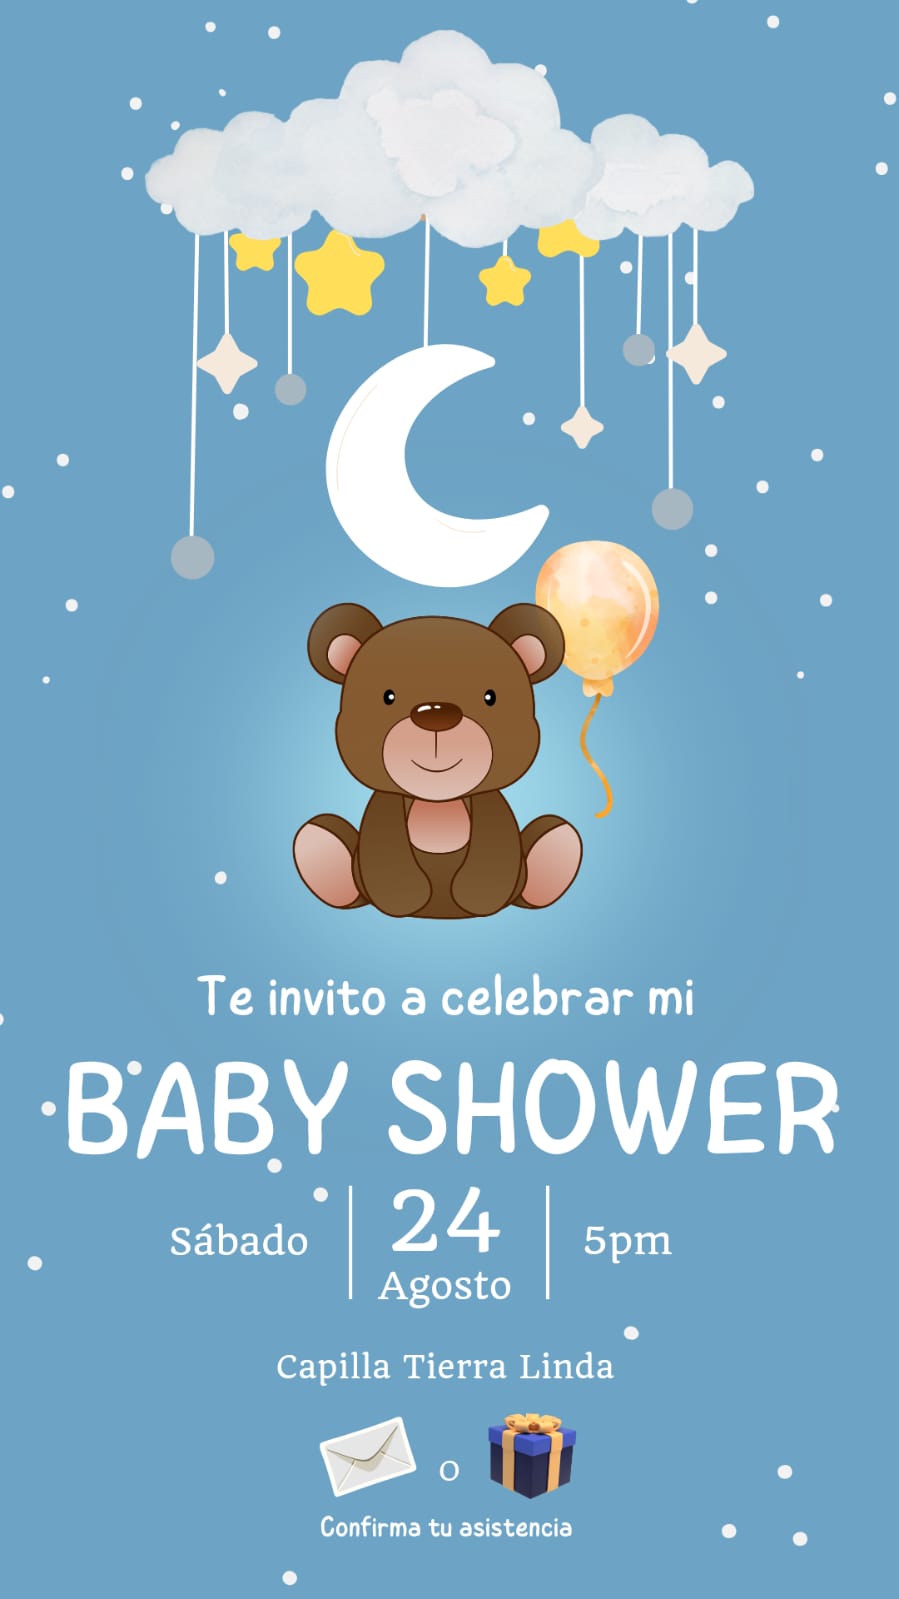 Te invito a celebrar mi
BABY SHOWER
Sábado
24
Agosto
5pm
Capilla Tierra Linda
o
Confirma tu asistencia